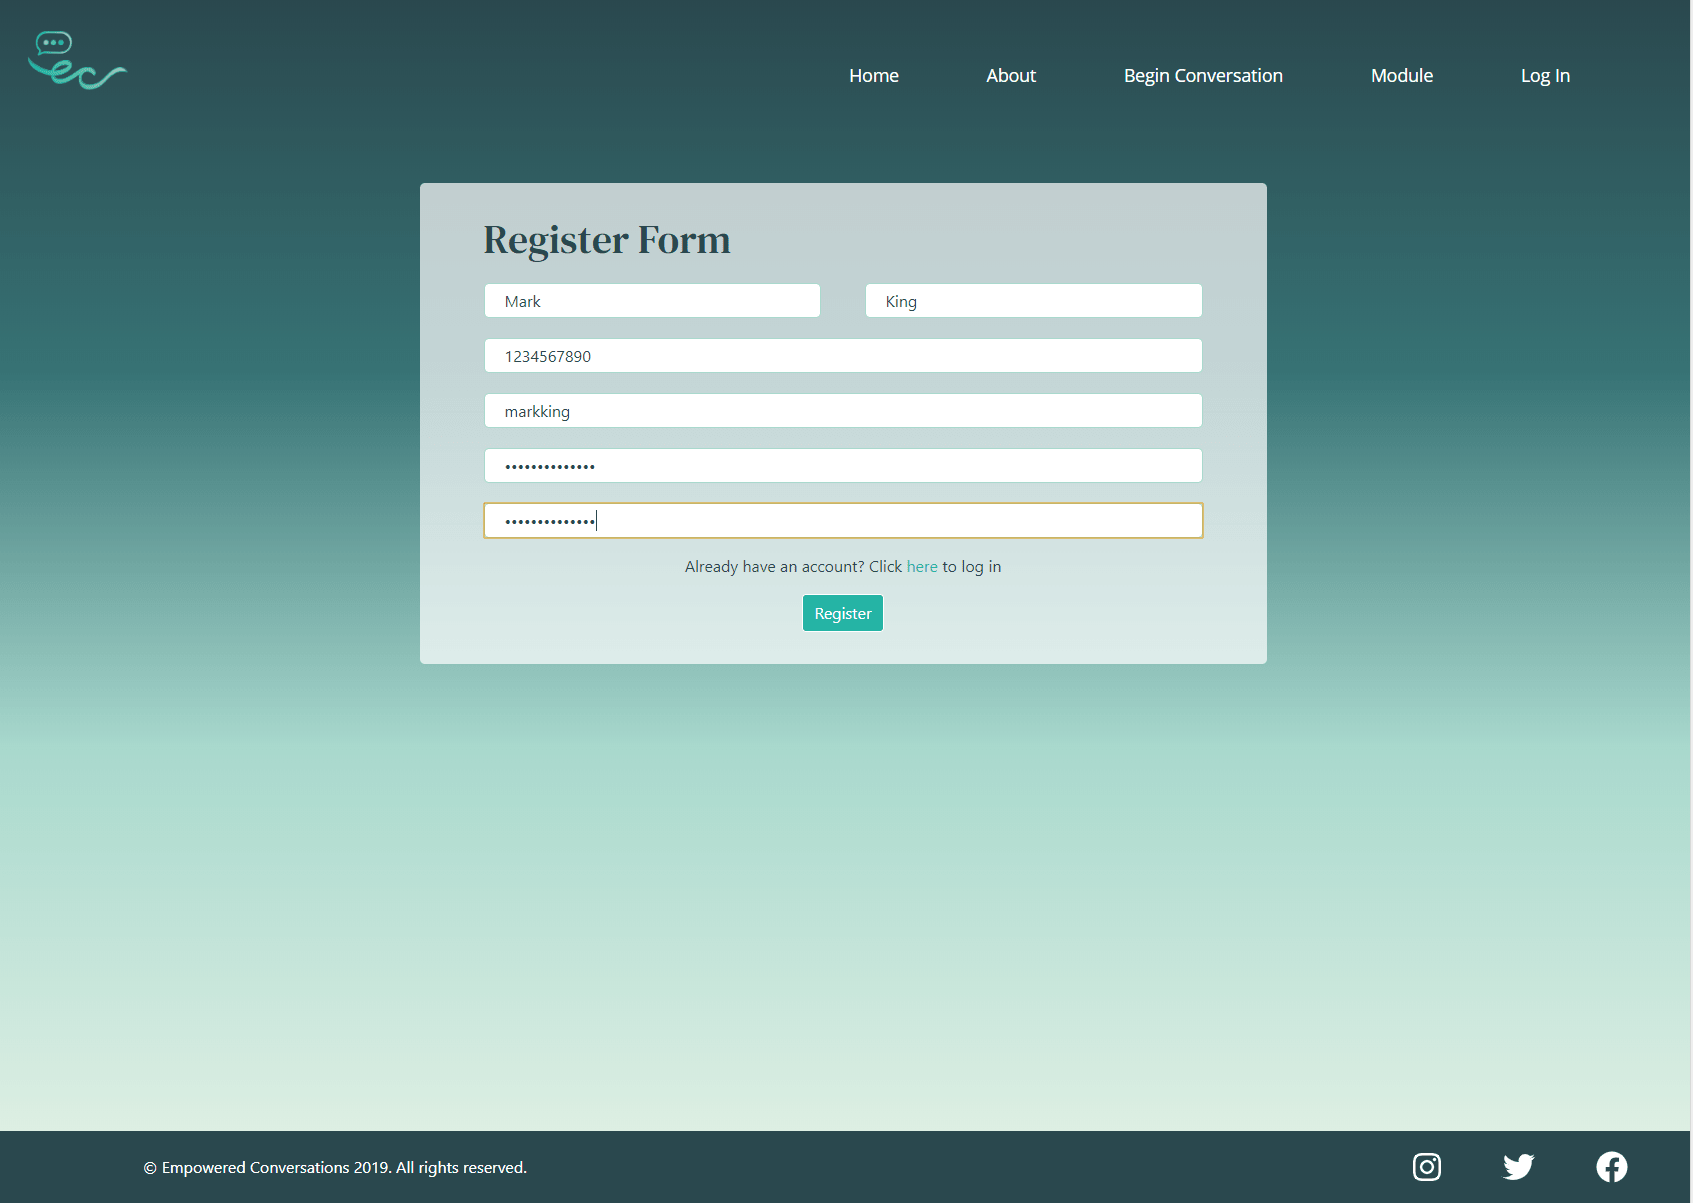 ec
Home About Begin Conversation Module Log In
Register Form
Mark King
1234567890
markking
••••••••••••••
••••••••••••••
Already have an account? Click here to log in
Register
© Empowered Conversations 2019. All rights reserved.